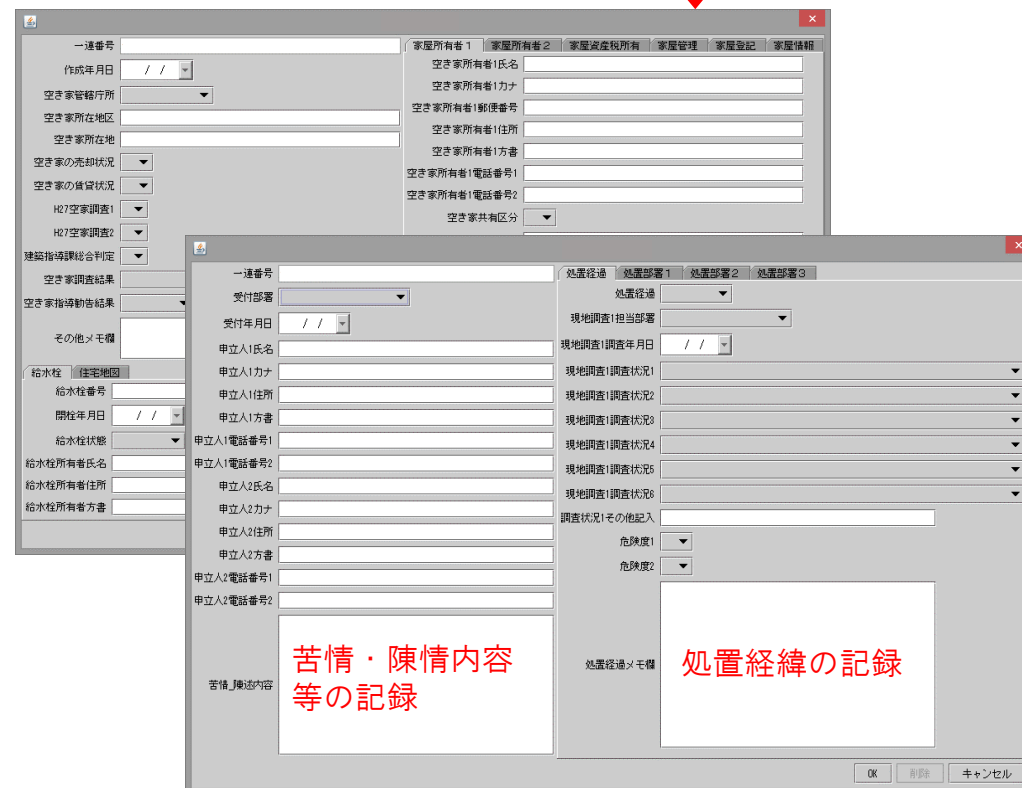 一連番号
作成年月日
/ /
空き家管轄庁所
空き家所在地区
空き家所在地
空き家の売却状況
空き家の賃貸状況
H27空家調査1
H27空家調査2
建築指導課総合判定
空き家調査結果
空き家指導勧告結果
その他メモ欄
給水栓 住宅地図
給水栓番号
開栓年月日
/ /
給水栓状態
給水栓所有者氏名
給水栓所有者住所
給水栓所有者方書
家屋所有者1 家屋所有者2 家屋資産税所有 家屋管理 家屋登記 家屋情報
空き家所有者1氏名
空き家所有者1カナ
空き家所有者1郵便番号
空き家所有者1住所
空き家所有者1方書
空き家所有者1電話番号1
空き家所有者1電話番号2
空き家共有区分
一連番号
受付部署
受付年月日
/ /
申立人1氏名
申立人1カナ
申立人1住所
申立人1方書
申立人1電話番号1
申立人1電話番号2
申立人2氏名
申立人2カナ
申立人2住所
申立人2方書
申立人2電話番号1
申立人2電話番号2
苦情_陳述内容
苦情・陳情内容
等の記録
処置経過 処置部署1 処置部署2 処置部署3
処置経過
現地調査1担当部署
現地調査1調査年月日
/ /
現地調査1調査状況1
現地調査1調査状況2
現地調査1調査状況3
現地調査1調査状況4
現地調査1調査状況5
現地調査1調査状況6
調査状況1その他記入
危険度1
危険度2
処置経過メモ欄
処置経緯の記録
OK 削除 キャンセル